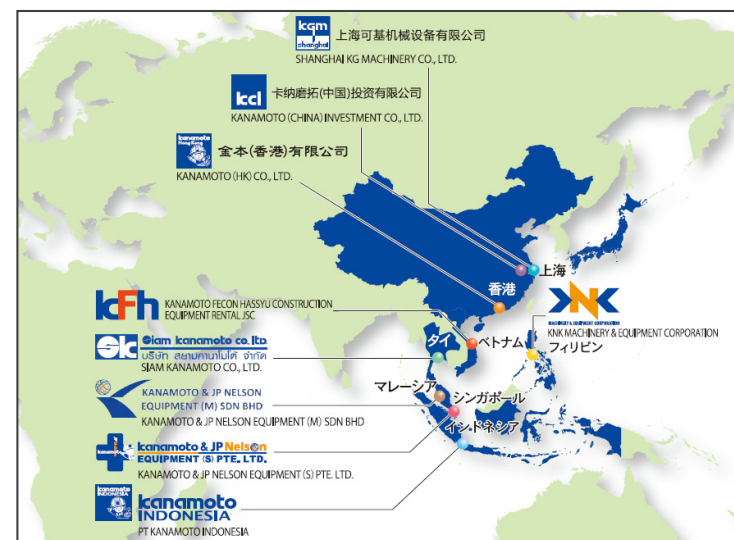 kgm
shanghai
上海可基机械设备有限公司
SHANGHAI KG MACHINERY CO., LTD.
kcl
卡纳磨拓(中国)投资有限公司
KANAMOTO (CHINA) INVESTMENT CO., LTD.
kanamoto
Hong Kong
金本(香港)有限公司
KANAMOTO (HK) CO., LTD.
上海
香港
kFh
KANAMOTO FECON HASSYU CONSTRUCTION
EQUIPMENT RENTAL JSC
KNK
MACHINERY & EQUIPMENT CORPORATION
KNK MACHINERY & EQUIPMENT CORPORATION
フィリピン
タイ
ベトナム
Sk
Siam kanamoto co.ltd.
บริษัท สยามคานาโมโต้ จำกัด
SIAM KANAMOTO CO., LTD.
マレーシア
シンガポール
インドネシア
KANAMOTO & JP NELSON
EQUIPMENT (M) SDN BHD
KANAMOTO & JP NELSON EQUIPMENT (M) SDN BHD
kanamoto & JP Nelson
EQUIPMENT (S) PTE. LTD.
KANAMOTO & JP NELSON EQUIPMENT (S) PTE. LTD.
kanamoto
INDONESIA
kanamoto
INDONESIA
PT KANAMOTO INDONESIA